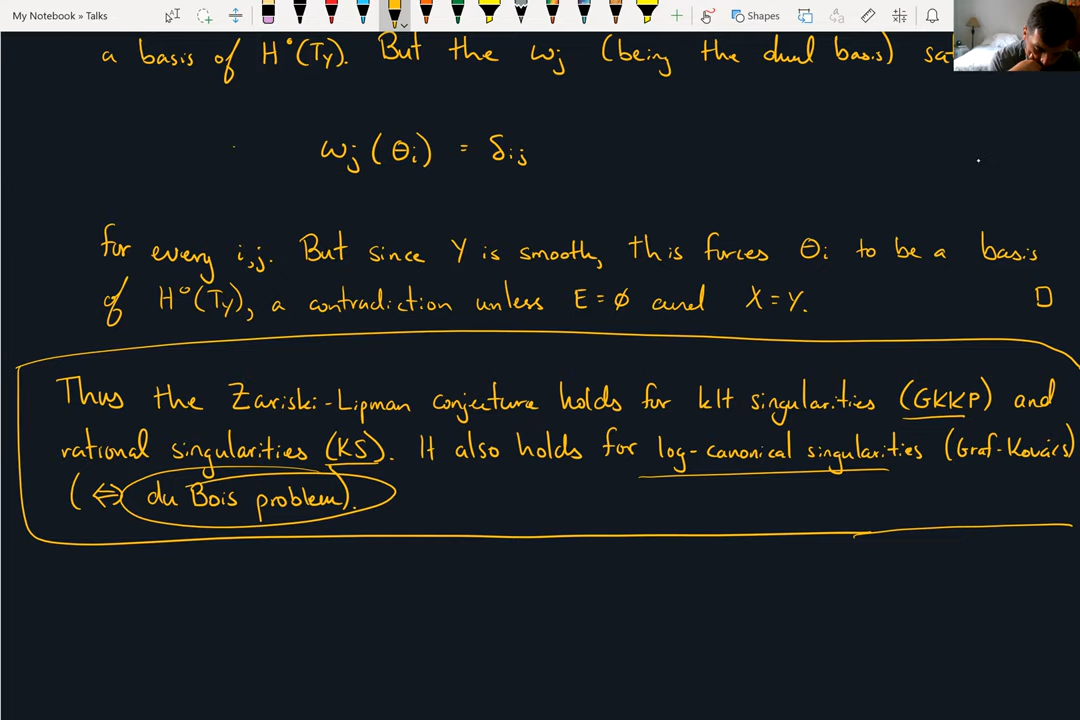 My Notebook » Talks
Shapes
a basis of H°(T_Y). But the ω_j (being the dual basis)
ω_j (θ_i) = δ_ij
for every i,j. But since Y is smooth, this forces θ_i to be a basis
of H°(T_Y), a contradiction unless E = ∅ and X = Y. □
Thus the Zariski-Lipman conjecture holds for klt singularities (GKKP) and
rational singularities (KS). It also holds for log-canonical singularities (Graf-Kovács)
(⇔ du Bois problem).